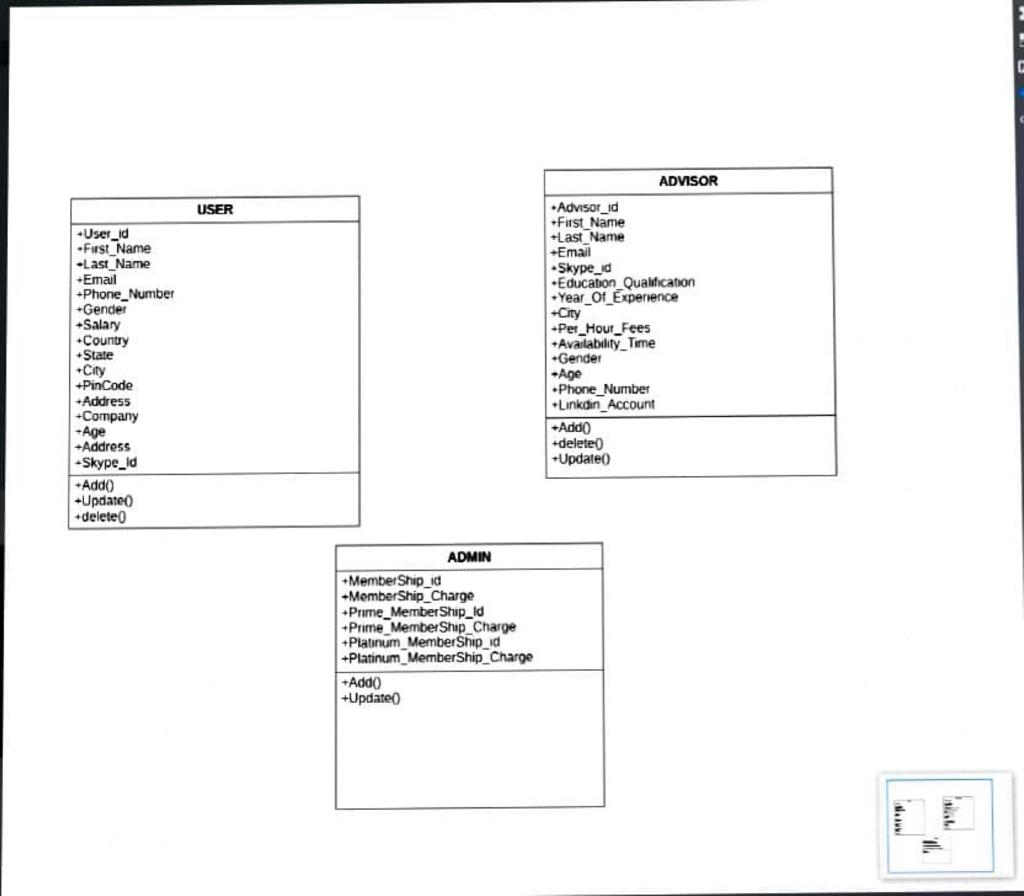 USER
+User_id
+First_Name
+Last_Name
+Email
+Phone_Number
+Gender
+Salary
+Country
+State
+City
+PinCode
+Address
+Company
+Age
+Address
+Skype_Id
+Add()
+Update()
+delete()
ADVISOR
+Advisor_id
+First_Name
+Last_Name
+Email
+Skype_id
+Education_Qualification
+Year_Of_Experience
+City
+Per_Hour_Fees
+Availability_Time
+Gender
+Age
+Phone_Number
+Linkdin_Account
+Add()
+delete()
+Update()
ADMIN
+MemberShip_id
+MemberShip_Charge
+Prime_MemberShip_Id
+Prime_MemberShip_Charge
+Platinum_MemberShip_id
+Platinum_MemberShip_Charge
+Add()
+Update()